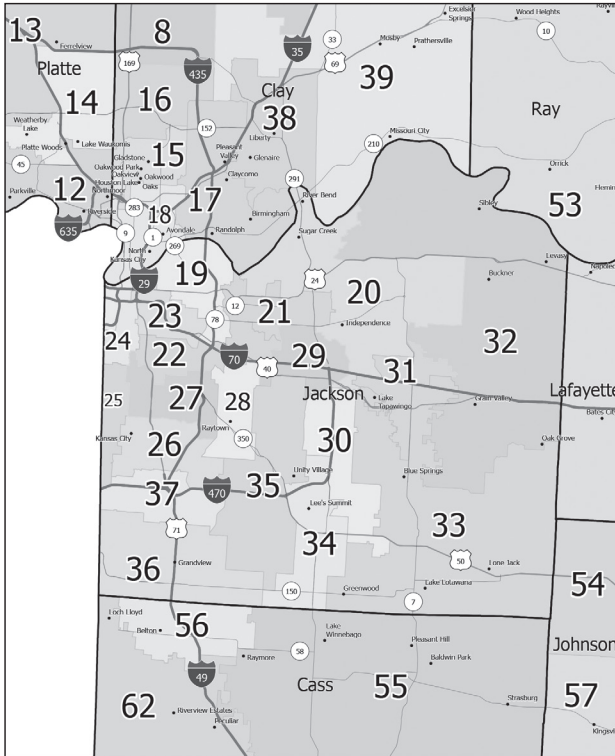 13
8
35
Excelsior
Springs
Wood Heights
10
Ferrelview
169
435
33
Mosby
Prathersville
69
39
Platte
14
16
Clay
38
Ray
Weatherby
Lake
Platte Woods
Lake Waukomis
152
Liberty
210
Missouri City
Gladstone
15
Pleasant
Valley
Glenaire
45
Oakwood Park
Oakview
Oakwood
Houston Lake
Oaks
Claycomo
Orrick
Parkville
12
Northmoor
291
17
River Bend
53
Riverside
283
18
Birmingham
Sibley
635
9
1
Avondale
269
Randolph
Sugar Creek
North
Kansas City
19
Levasy
29
24
Buckner
Napoleon
23
12
21
20
78
Independence
32
24
22
70
40
29
31
Lafayette
25
27
28
Jackson
Lake
Tapawingo
Grain Valley
Bates City
Raytown
Kansas City
26
350
30
Oak Grove
Unity Village
Blue Springs
37
470
35
Lee's Summit
71
34
33
50
Lone Jack
36
Grandview
54
150
Greenwood
Lake Lotawana
7
Loch Lloyd
56
Belton
Lake
Winnebago
Pleasant Hill
Johnson
Raymore
58
Baldwin Park
49
Cass
55
57
Strasburg
62
Riverview Estates
Peculiar